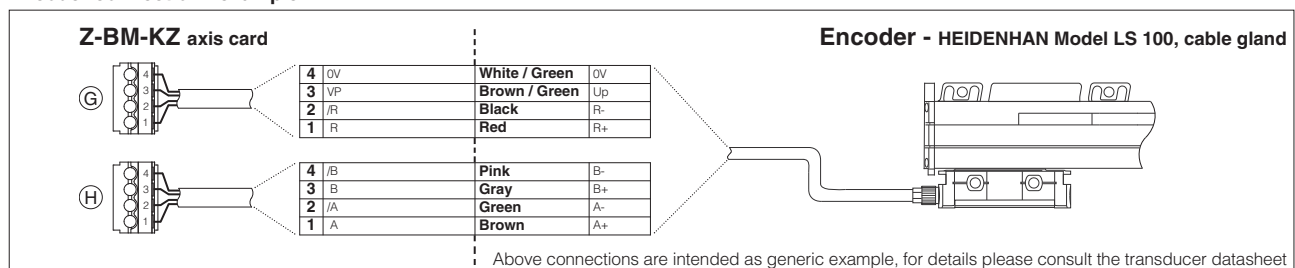 Z-BM-KZ axis card
Encoder - HEIDENHAN Model LS 100, cable gland
G
4
3
2
1
4 0V White / Green 0V
3 VP Brown / Green Up
2 /R Black R-
1 R Red R+
H
4
3
2
1
4 /B Pink B-
3 B Gray B+
2 /A Green A-
1 A Brown A+
Above connections are intended as generic example, for details please consult the transducer datasheet